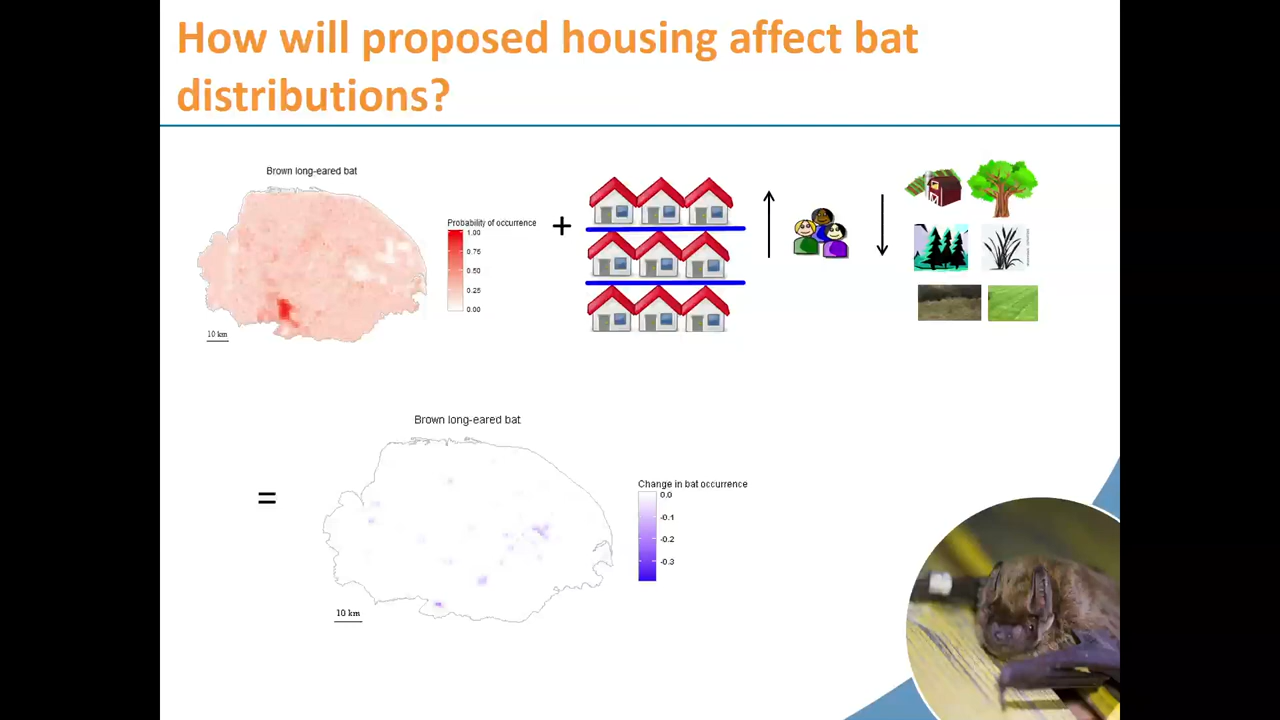 How will proposed housing affect bat
distributions?
Brown long-eared bat
Probability of occurrence
1.00
0.75
0.50
0.25
0.00
10 km
+
=
Brown long-eared bat
Change in bat occurrence
0.0
-0.1
-0.2
-0.3
10 km